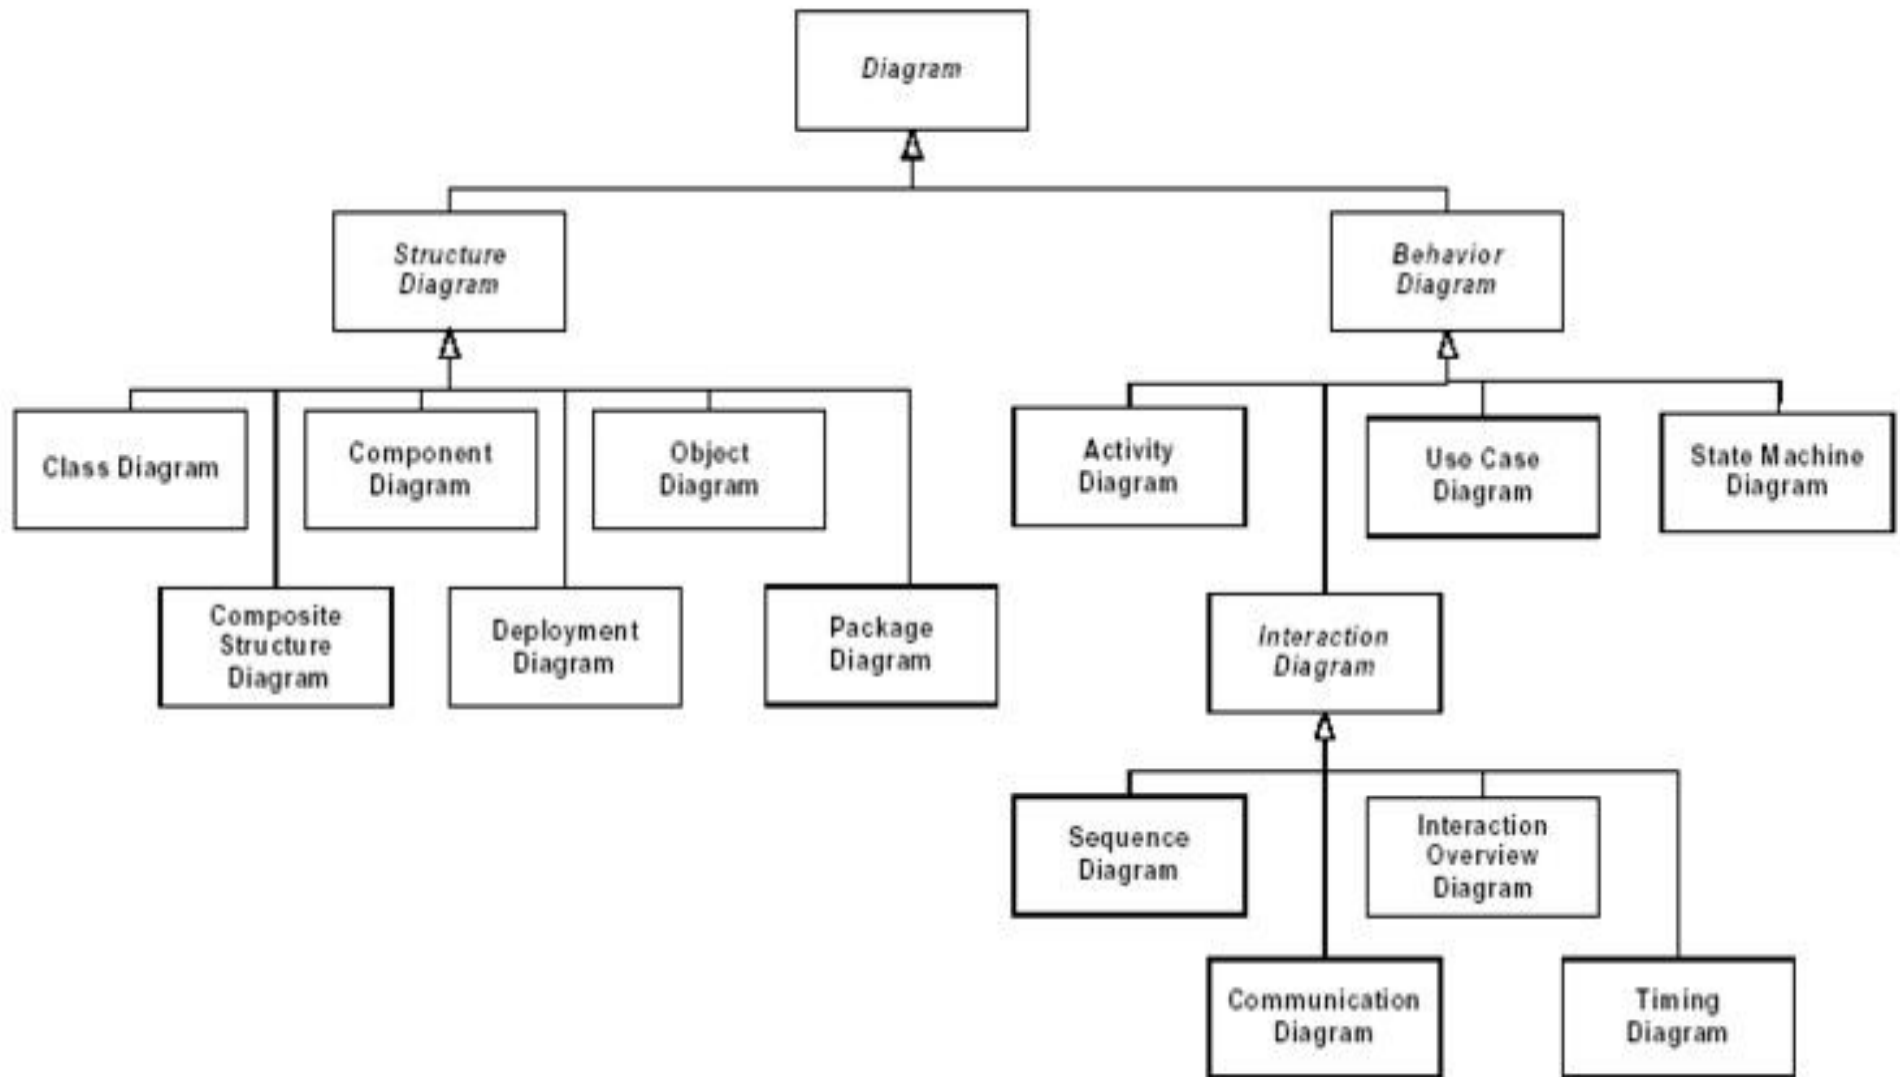 Diagram
Structure
Diagram
Behavior
Diagram
Class Diagram
Component
Diagram
Object
Diagram
Activity
Diagram
Use Case
Diagram
State Machine
Diagram
Composite
Structure
Diagram
Deployment
Diagram
Package
Diagram
Interaction
Diagram
Sequence
Diagram
Interaction
Overview
Diagram
Communication
Diagram
Timing
Diagram